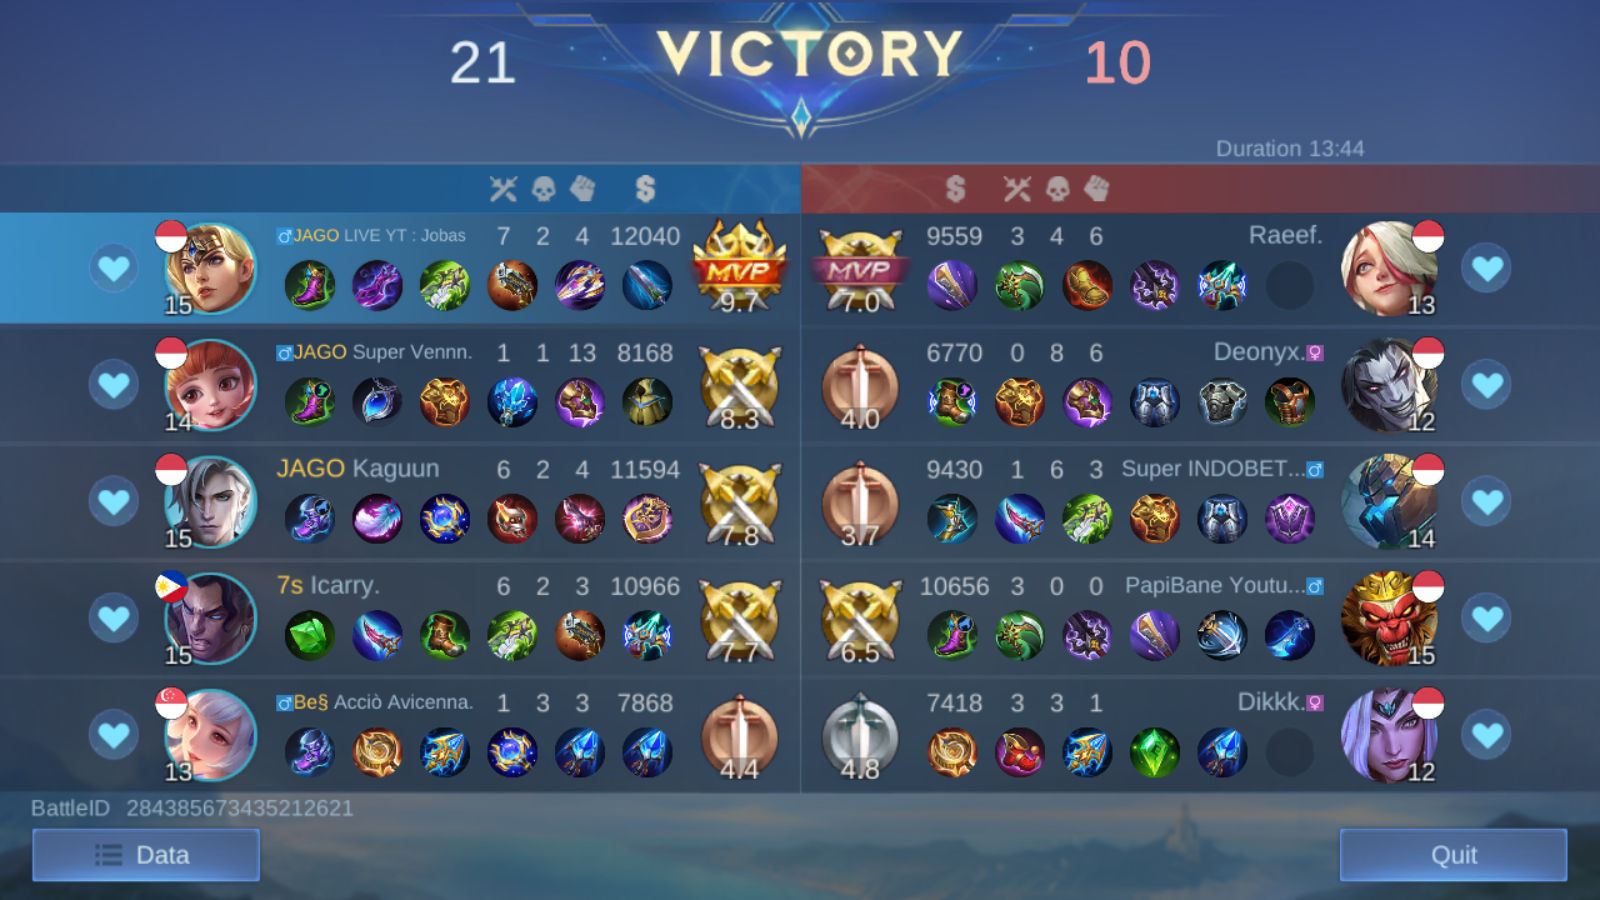 21 VICTORY 10
Duration 13:44
♂JAGO LIVE YT : Jobas 7 2 4 12040 MVP 9.7 15
MVP 7.0 9559 3 4 6 Raeef. 13
♂JAGO Super Vennn. 1 1 13 8168 8.3 14
4.0 6770 0 8 6 Deonyx.♀ 12
JAGO Kaguun 6 2 4 11594 7.8 15
3.7 9430 1 6 3 Super INDOBET...♂ 14
7s Icarry. 6 2 3 10966 7.7 15
6.5 10656 3 0 0 PapiBane Youtu...♂ 15
♂Be§ Acciò Avicenna. 1 3 3 7868 4.4 13
4.8 7418 3 3 1 Dikkk.♀ 12
BattleID 284385673435212621
Data
Quit